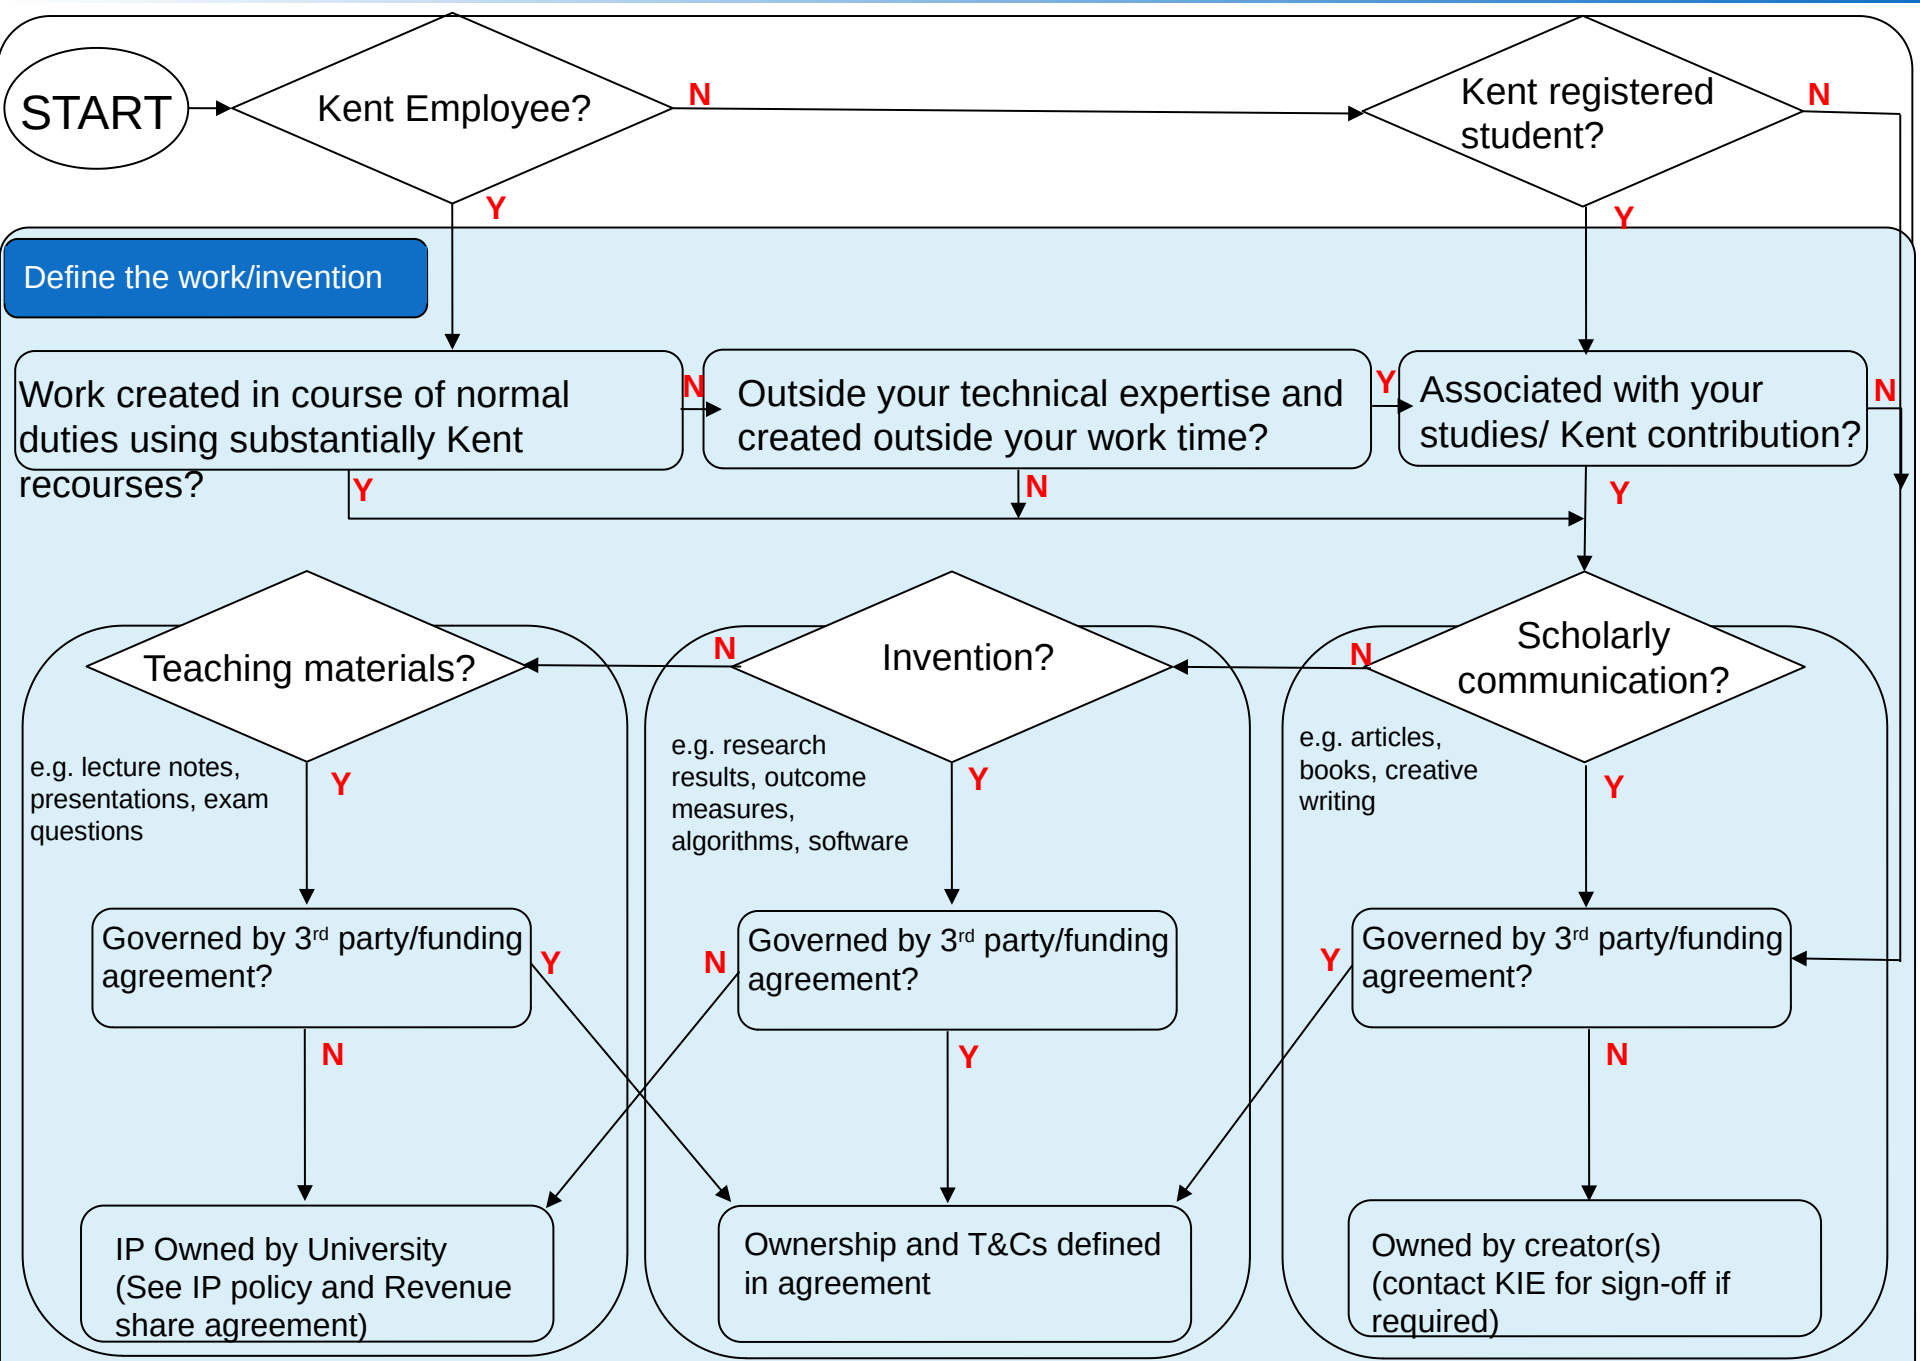 START
Kent Employee?
N
Kent registered
student?
N
Y
Y
Define the work/invention
Work created in course of normal
duties using substantially Kent
recourses?
N
Outside your technical expertise and
created outside your work time?
Y
Associated with your
studies/ Kent contribution?
N
Y
N
Y
Teaching materials?
N
Invention?
N
Scholarly
communication?
e.g. lecture notes,
presentations, exam
questions
Y
e.g. research
results, outcome
measures,
algorithms, software
Y
e.g. articles,
books, creative
writing
Y
Governed by 3rd party/funding
agreement?
Y
N
Governed by 3rd party/funding
agreement?
Y
Governed by 3rd party/funding
agreement?
N
Y
N
IP Owned by University
(See IP policy and Revenue
share agreement)
Ownership and T&Cs defined
in agreement
Owned by creator(s)
(contact KIE for sign-off if
required)